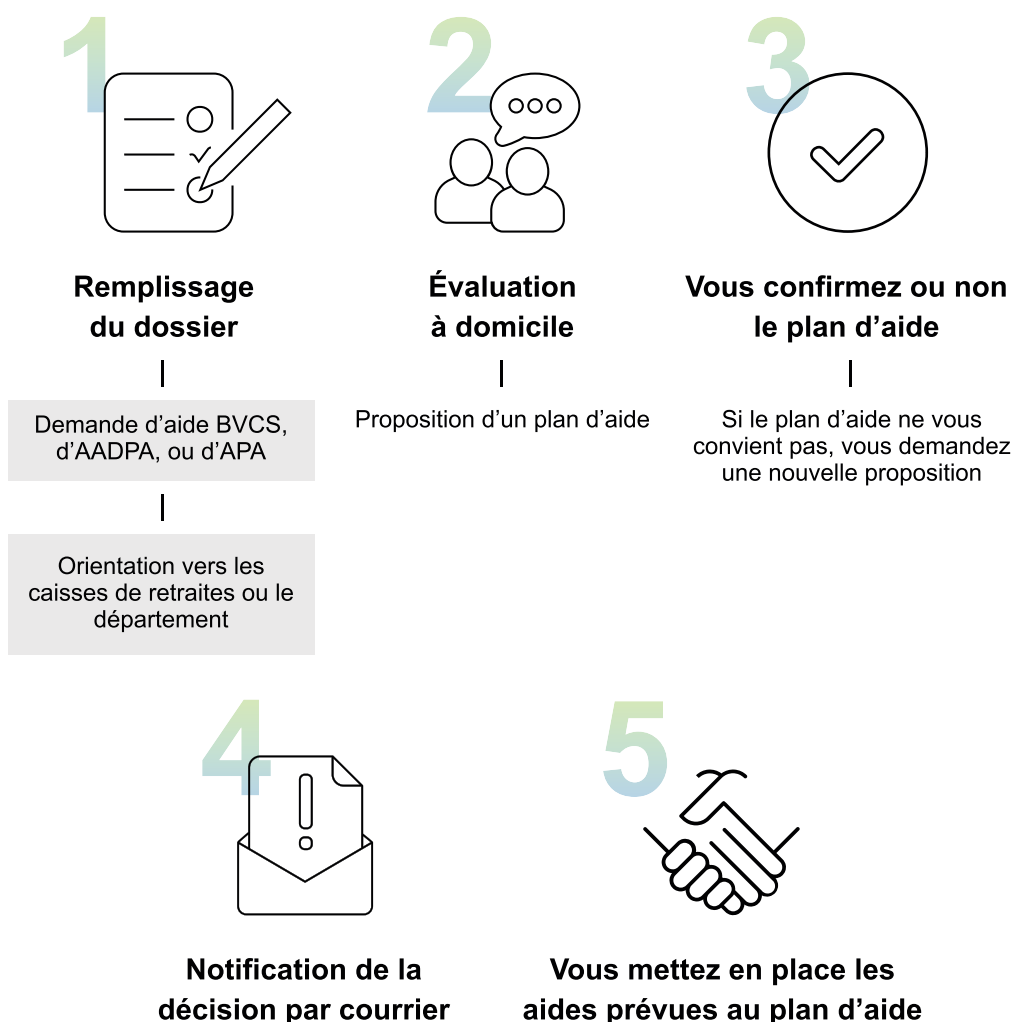 1
Remplissage
du dossier
Demande d’aide BVCS,
d’AADPA, ou d’APA
Orientation vers les
caisses de retraites ou le
département
2
Évaluation
à domicile
Proposition d’un plan d’aide
3
Vous confirmez ou non
le plan d’aide
Si le plan d’aide ne vous
convient pas, vous demandez
une nouvelle proposition
4
Notification de la
décision par courrier
5
Vous mettez en place les
aides prévues au plan d’aide